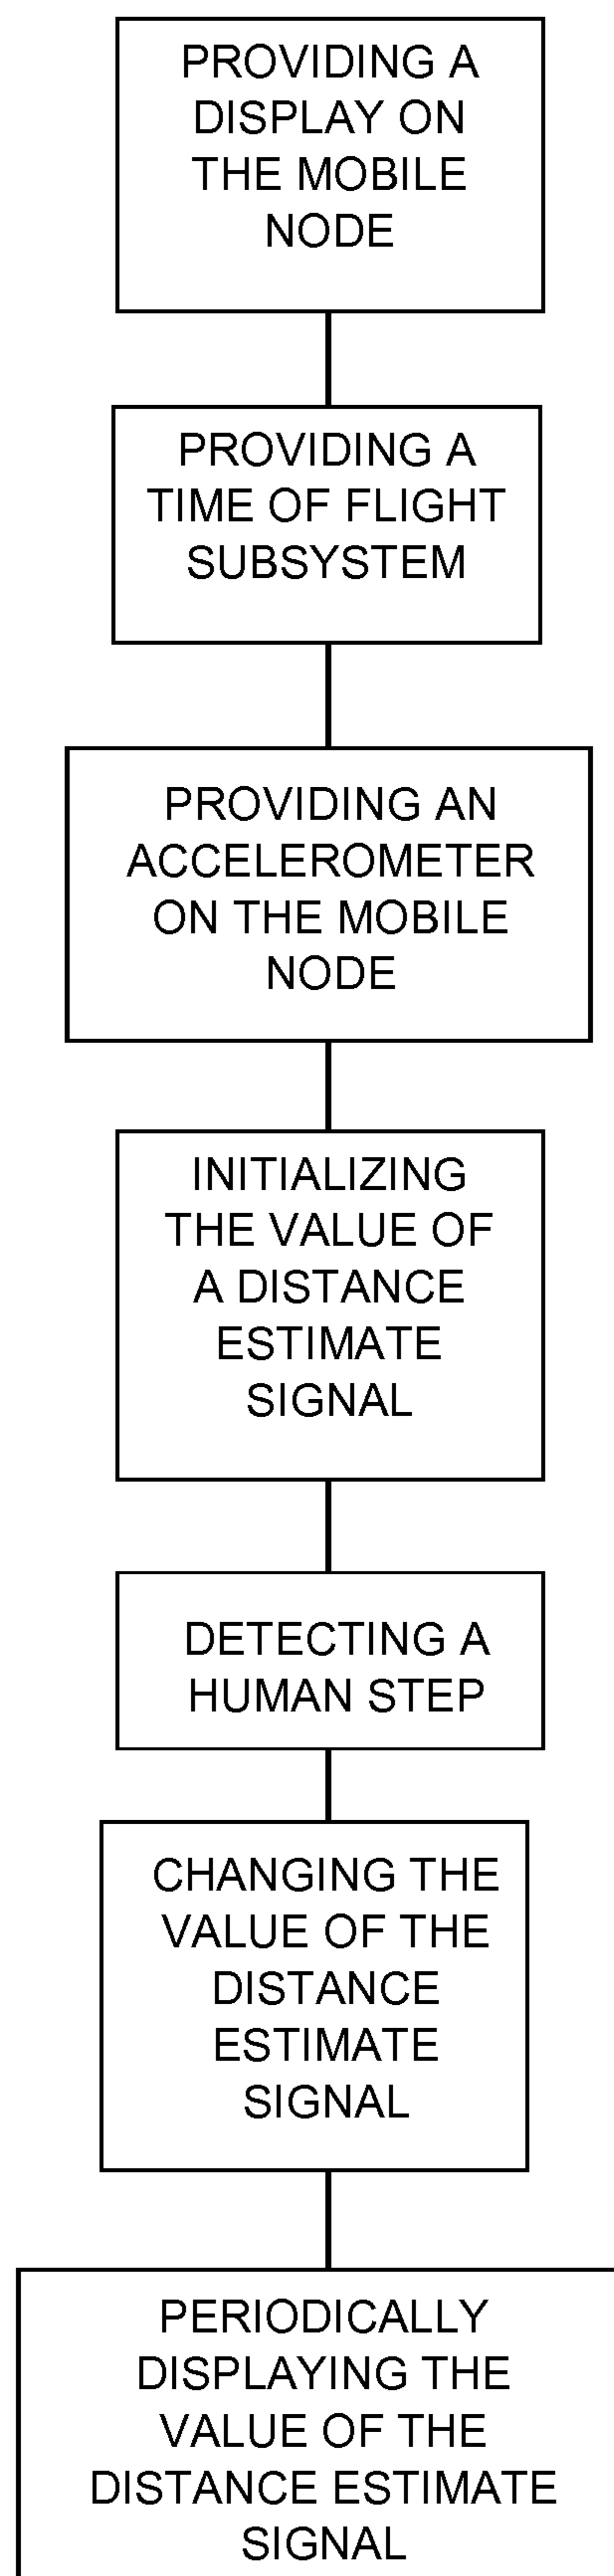 PROVIDING A
DISPLAY ON
THE MOBILE
NODE
PROVIDING A
TIME OF FLIGHT
SUBSYSTEM
PROVIDING AN
ACCELEROMETER
ON THE MOBILE
NODE
INITIALIZING
THE VALUE OF
A DISTANCE
ESTIMATE
SIGNAL
DETECTING A
HUMAN STEP
CHANGING THE
VALUE OF THE
DISTANCE
ESTIMATE
SIGNAL
PERIODICALLY
DISPLAYING THE
VALUE OF THE
DISTANCE ESTIMATE
SIGNAL